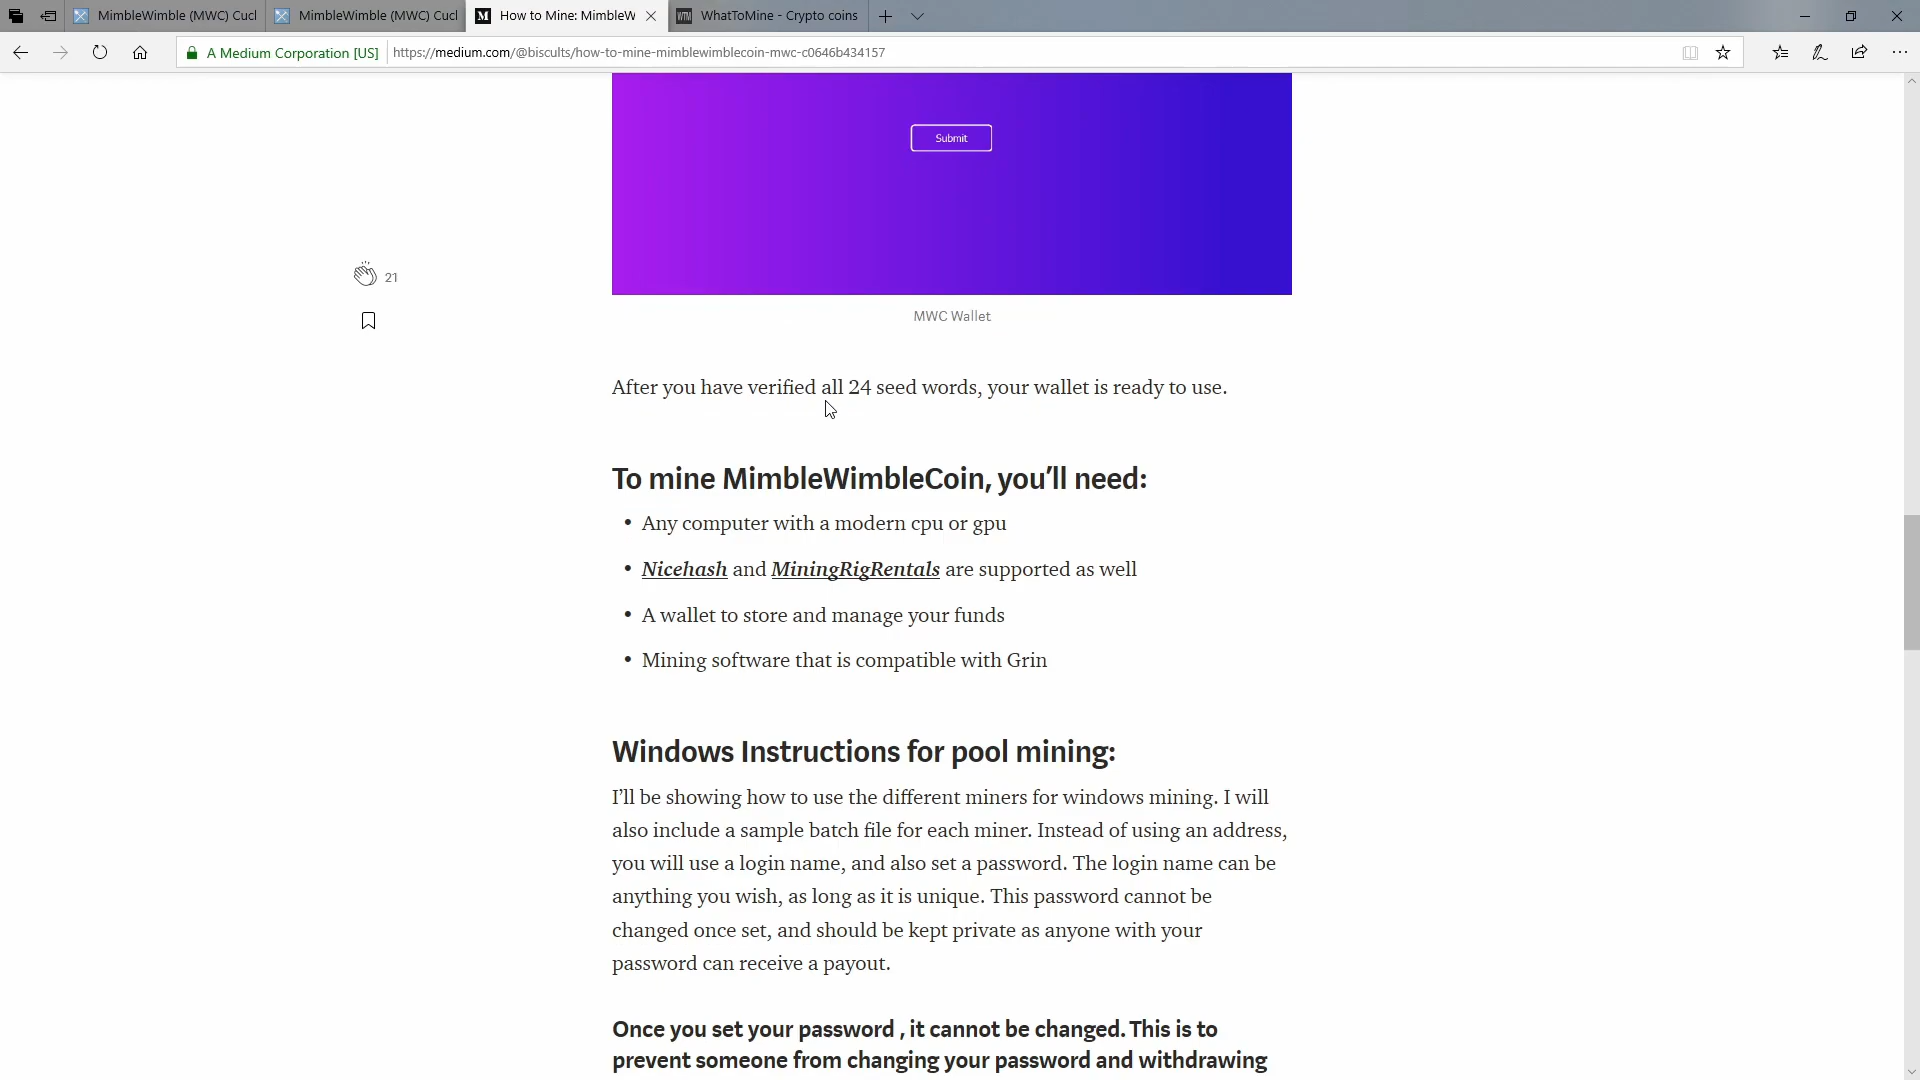 MimbleWimble (MWC) Cucl
MimbleWimble (MWC) Cucl
How to Mine: MimbleW
WhatToMine - Crypto coins
A Medium Corporation [US]
https://medium.com/@biscults/how-to-mine-mimblewimblecoin-mwc-c0646b434157
Submit
21
MWC Wallet
After you have verified all 24 seed words, your wallet is ready to use.
To mine MimbleWimbleCoin, you’ll need:
• Any computer with a modern cpu or gpu
• Nicehash and MiningRigRentals are supported as well
• A wallet to store and manage your funds
• Mining software that is compatible with Grin
Windows Instructions for pool mining:
I’ll be showing how to use the different miners for windows mining. I will
also include a sample batch file for each miner. Instead of using an address,
you will use a login name, and also set a password. The login name can be
anything you wish, as long as it is unique. This password cannot be
changed once set, and should be kept private as anyone with your
password can receive a payout.
Once you set your password , it cannot be changed. This is to
prevent someone from changing your password and withdrawing